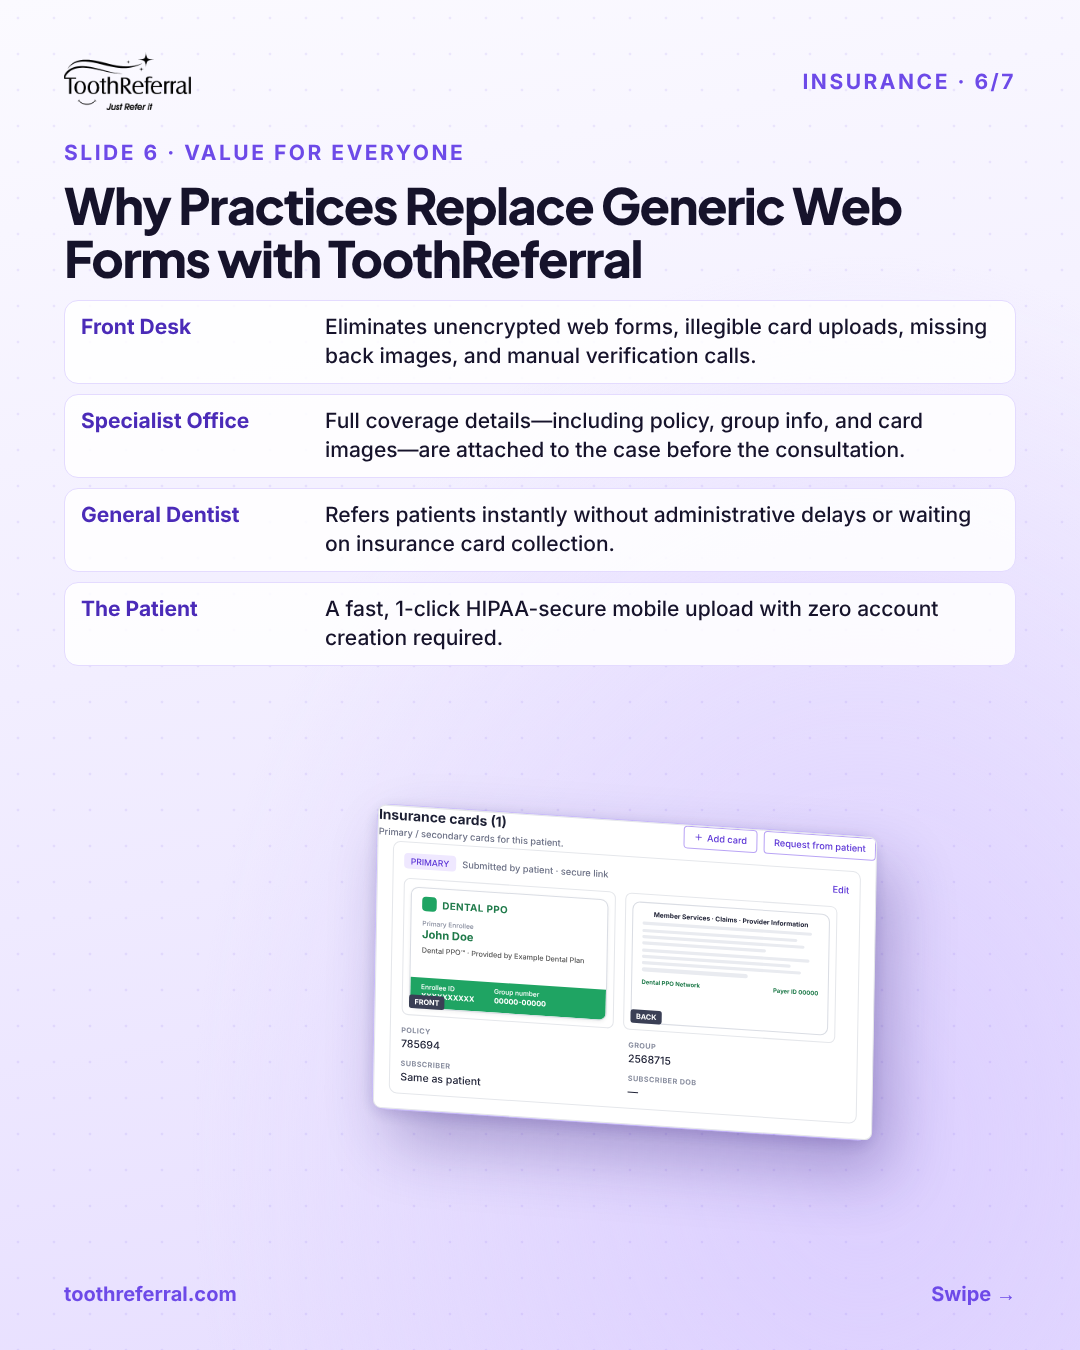 ToothReferral
Just Refer it
INSURANCE · 6/7
SLIDE 6 · VALUE FOR EVERYONE
Why Practices Replace Generic Web
Forms with ToothReferral
Front Desk
Eliminates unencrypted web forms, illegible card uploads, missing
back images, and manual verification calls.
Specialist Office
Full coverage details—including policy, group info, and card
images—are attached to the case before the consultation.
General Dentist
Refers patients instantly without administrative delays or waiting
on insurance card collection.
The Patient
A fast, 1-click HIPAA-secure mobile upload with zero account
creation required.
Insurance cards (1)
Primary / secondary cards for this patient.
+ Add card
Request from patient
PRIMARY
Submitted by patient · secure link
Edit
DENTAL PPO
Primary Enrollee
John Doe
Dental PPO™ · Provided by Example Dental Plan
Enrollee ID
Group number
00000-00000
FRONT
Member Services · Claims · Provider Information
Dental PPO Network
Payer ID 00000
BACK
POLICY
785694
GROUP
2568715
SUBSCRIBER
Same as patient
SUBSCRIBER DOB
—
toothreferral.com
Swipe →